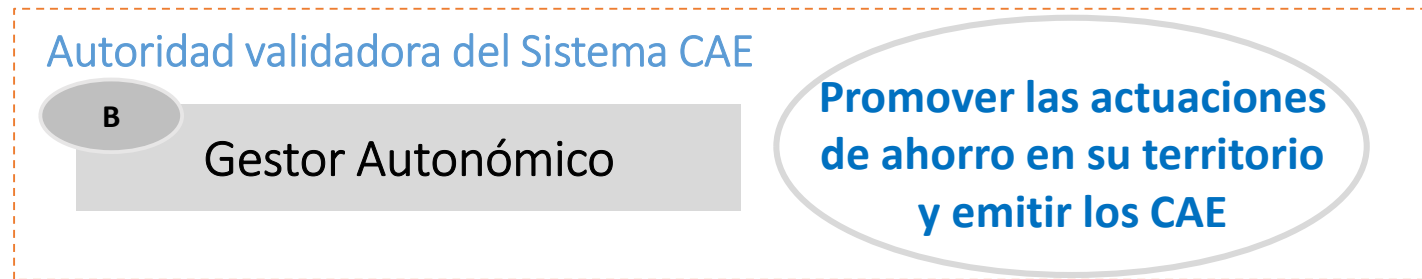 Autoridad validadora del Sistema CAE
B
Gestor Autonómico
Promover las actuaciones
de ahorro en su territorio
y emitir los CAE